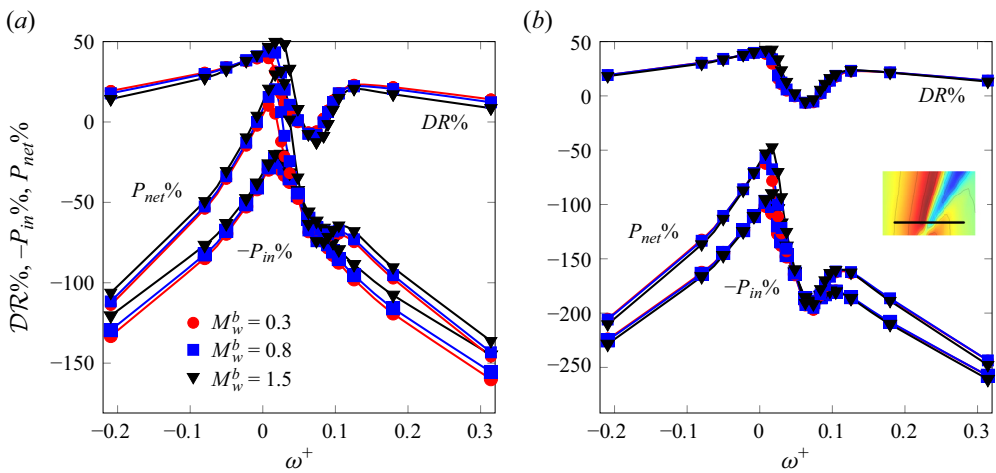 (a)
50
0
−50
−100
−150
𝒟ℛ%, −P_in%, P_net%
DR%
P_net%
−P_in%
M_w^b = 0.3
M_w^b = 0.8
M_w^b = 1.5
−0.2 −0.1 0 0.1 0.2 0.3
ω⁺
(b)
50
0
−50
−100
−150
−200
−250
DR%
P_net%
−P_in%
−0.2 −0.1 0 0.1 0.2 0.3
ω⁺